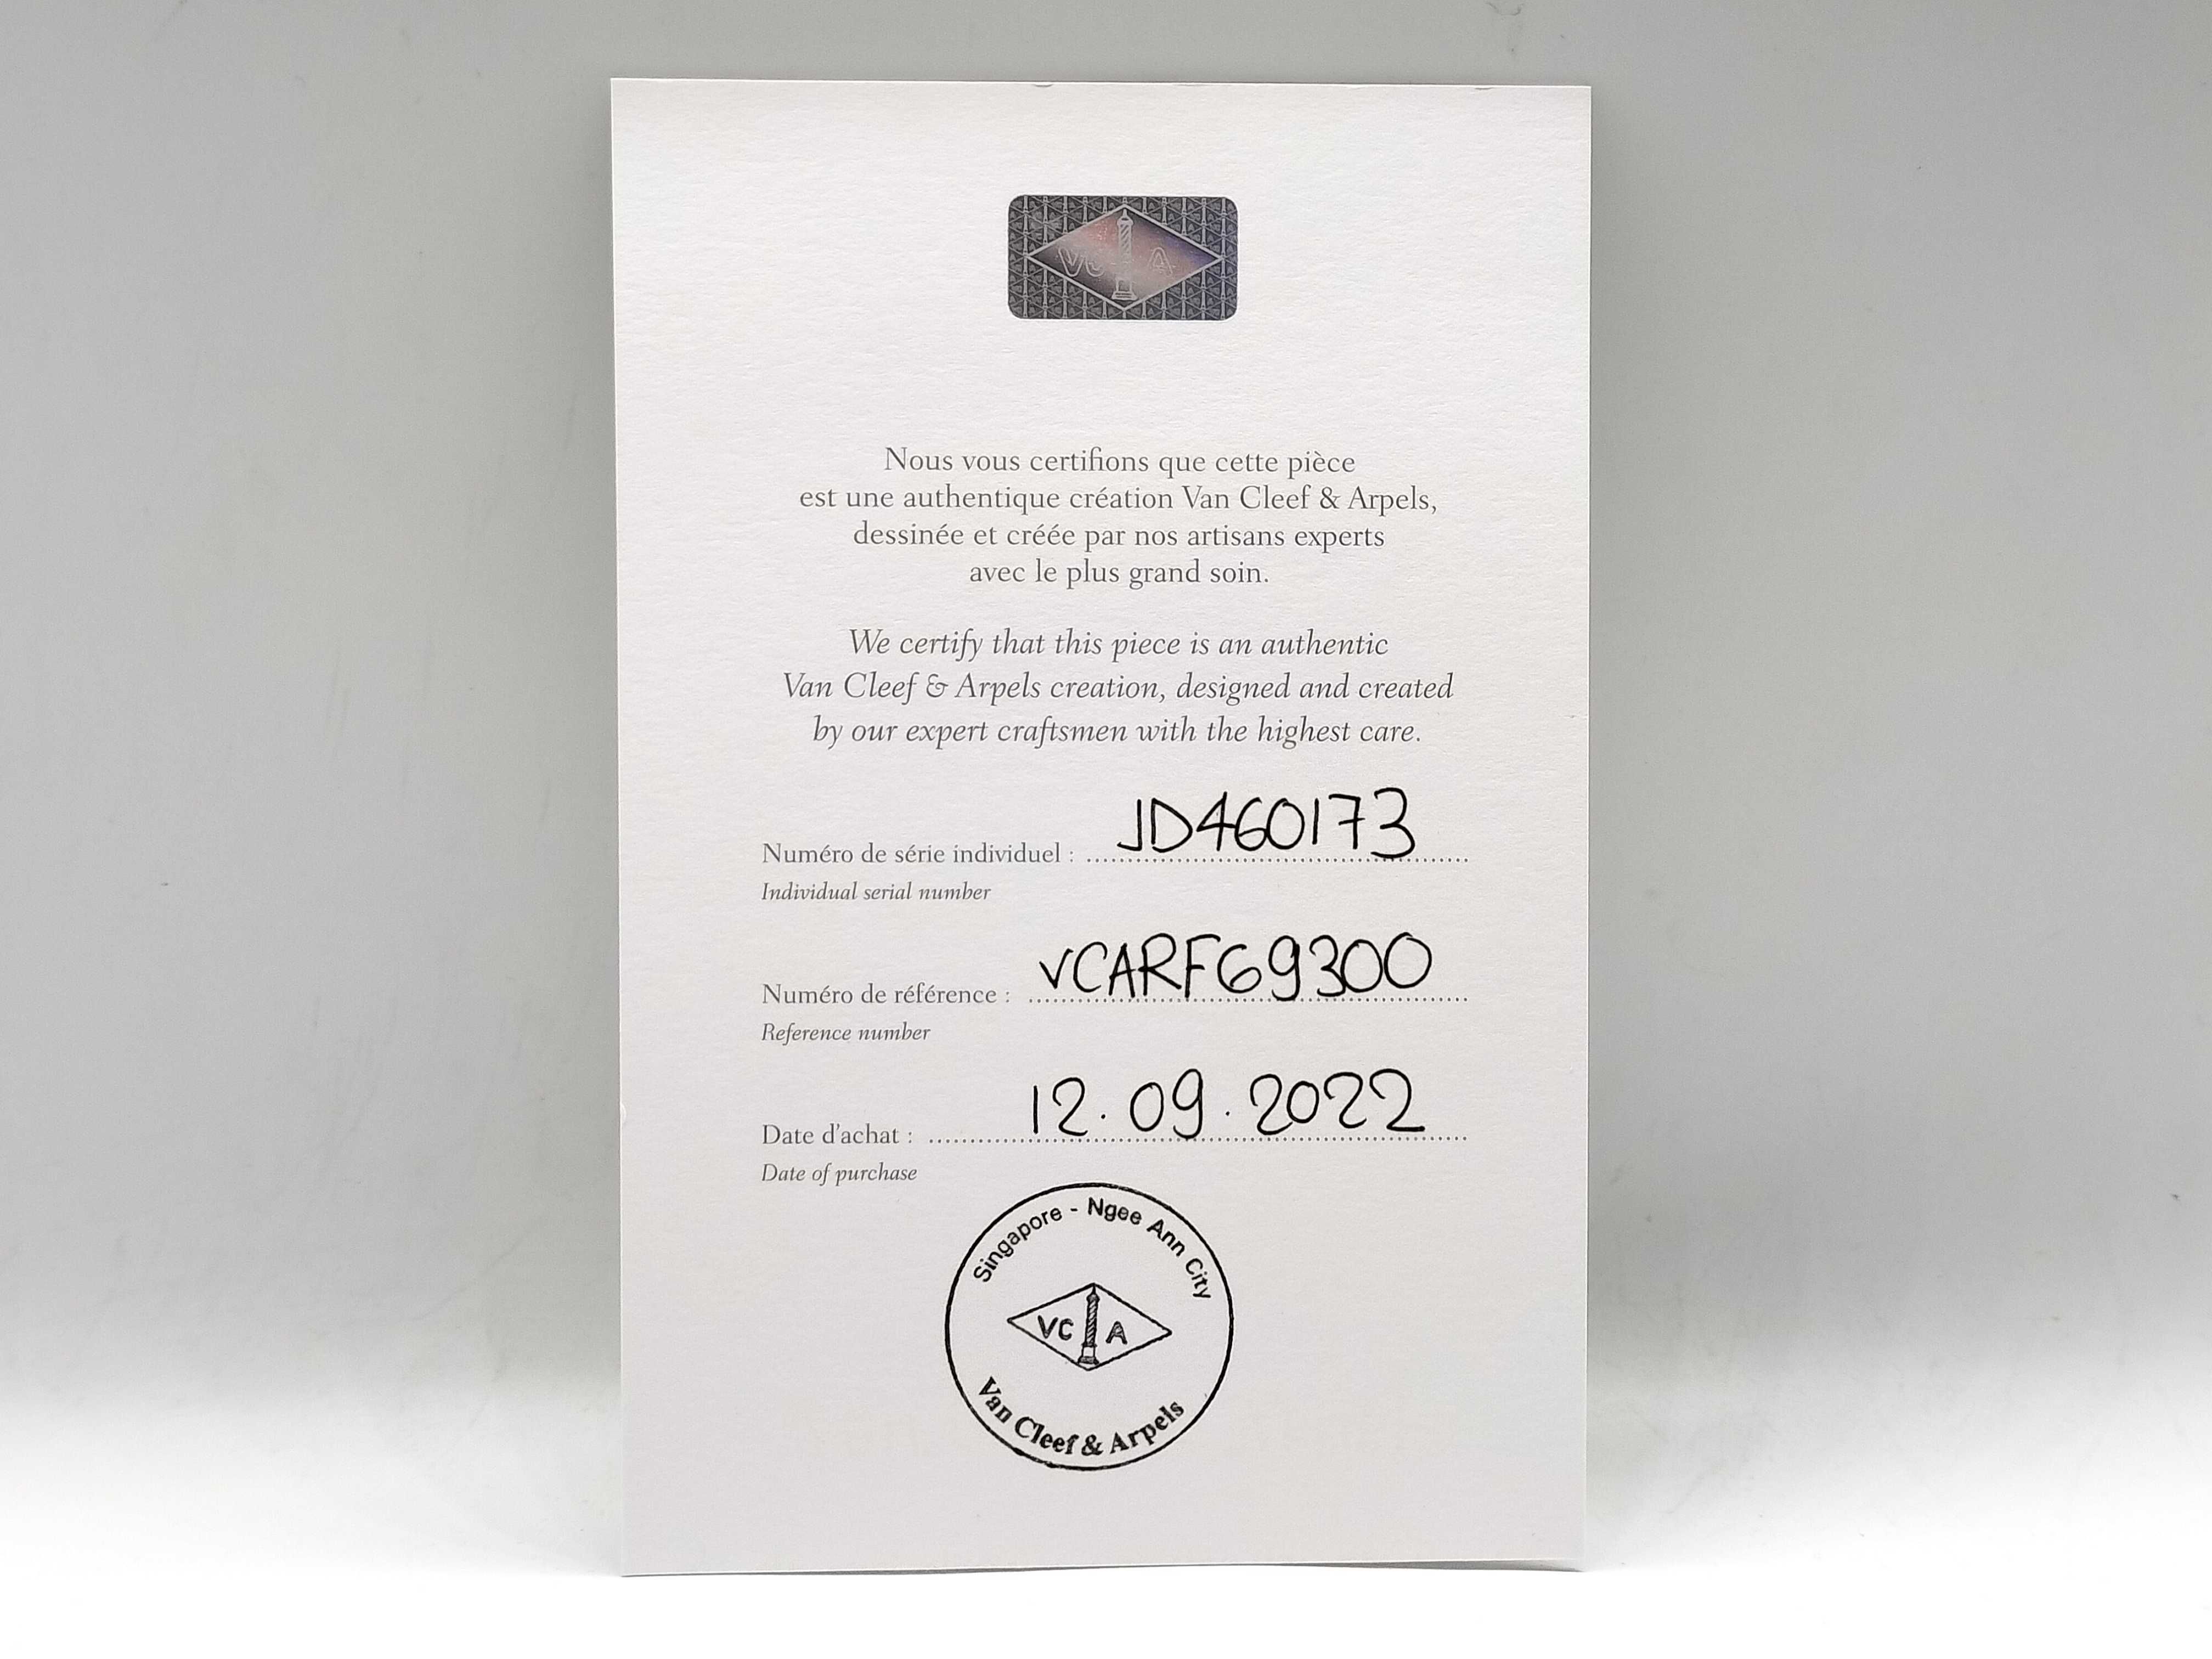 VC A
Nous vous certifions que cette pièce
est une authentique création Van Cleef & Arpels,
dessinée et créée par nos artisans experts
avec le plus grand soin.
We certify that this piece is an authentic
Van Cleef & Arpels creation, designed and created
by our expert craftsmen with the highest care.
Numéro de série individuel : JD460173
Individual serial number
Numéro de référence : VCARF69300
Reference number
Date d'achat : 12.09.2022
Date of purchase
Singapore - Ngee Ann City
VC A
Van Cleef & Arpels